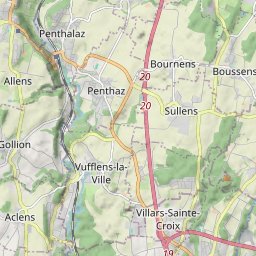 Penthalaz
Bournens
20
Allens
Boussens
Penthaz
20
Sullens
Gollion
Vufflens-la-
Ville
Aclens
Villars-Sainte-
Croix
19